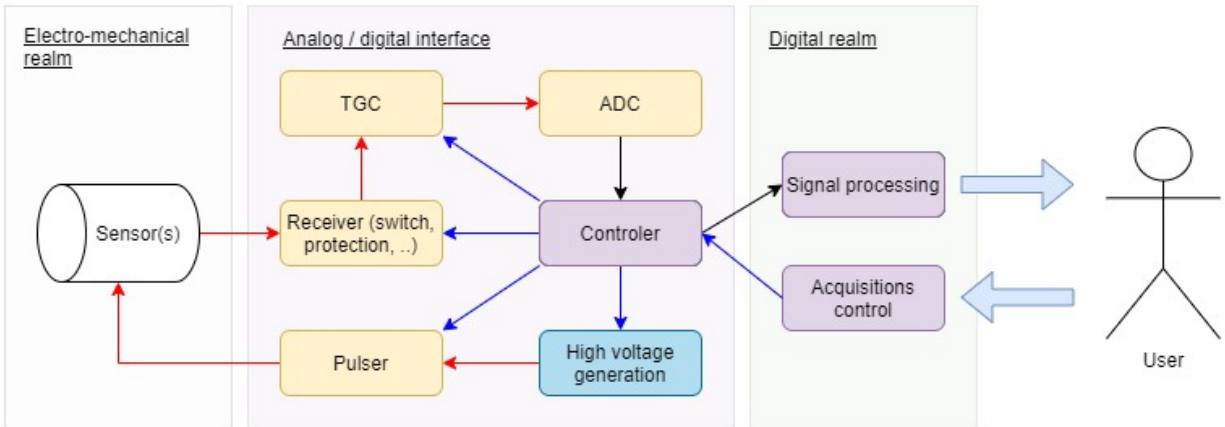 Electro-mechanical
realm
Analog / digital interface
Digital realm
TGC
ADC
Signal processing
Sensor(s)
Receiver (switch,
protection, ..)
Controler
Acquisitions
control
Pulser
High voltage
generation
User